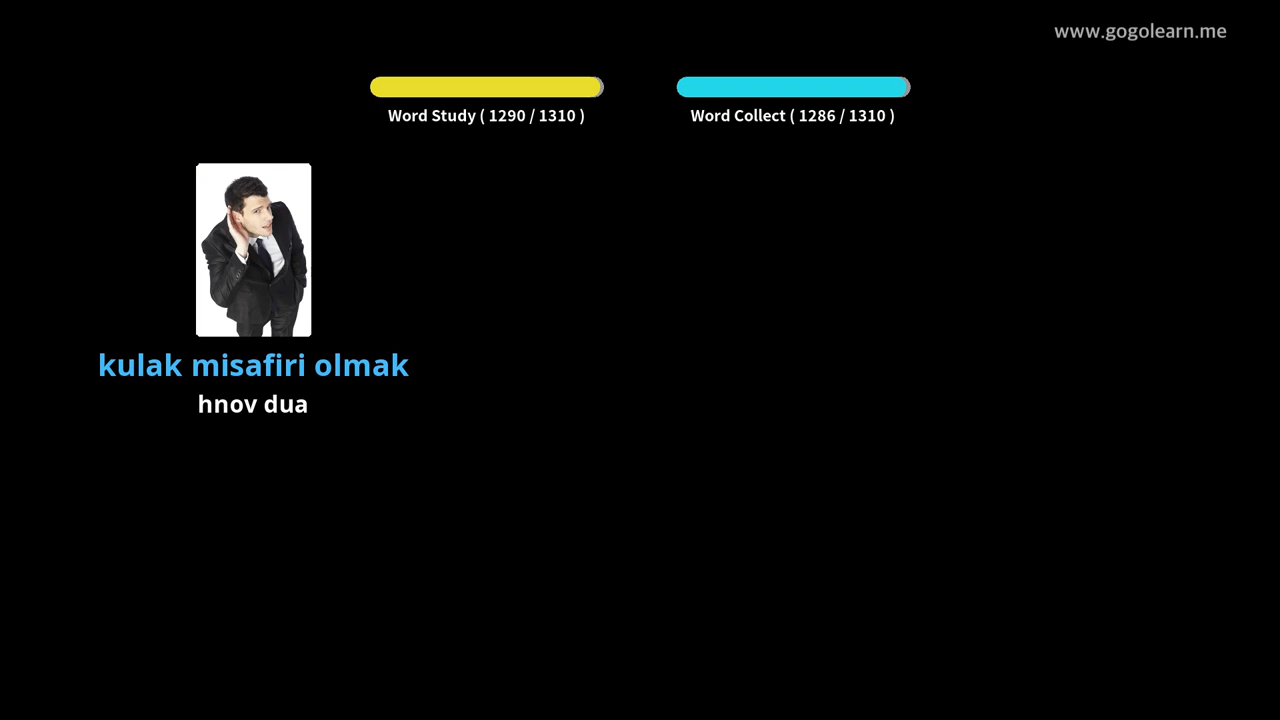 www.gogolearn.me
Word Study ( 1290 / 1310 )
Word Collect ( 1286 / 1310 )
kulak misafiri olmak
hnov dua